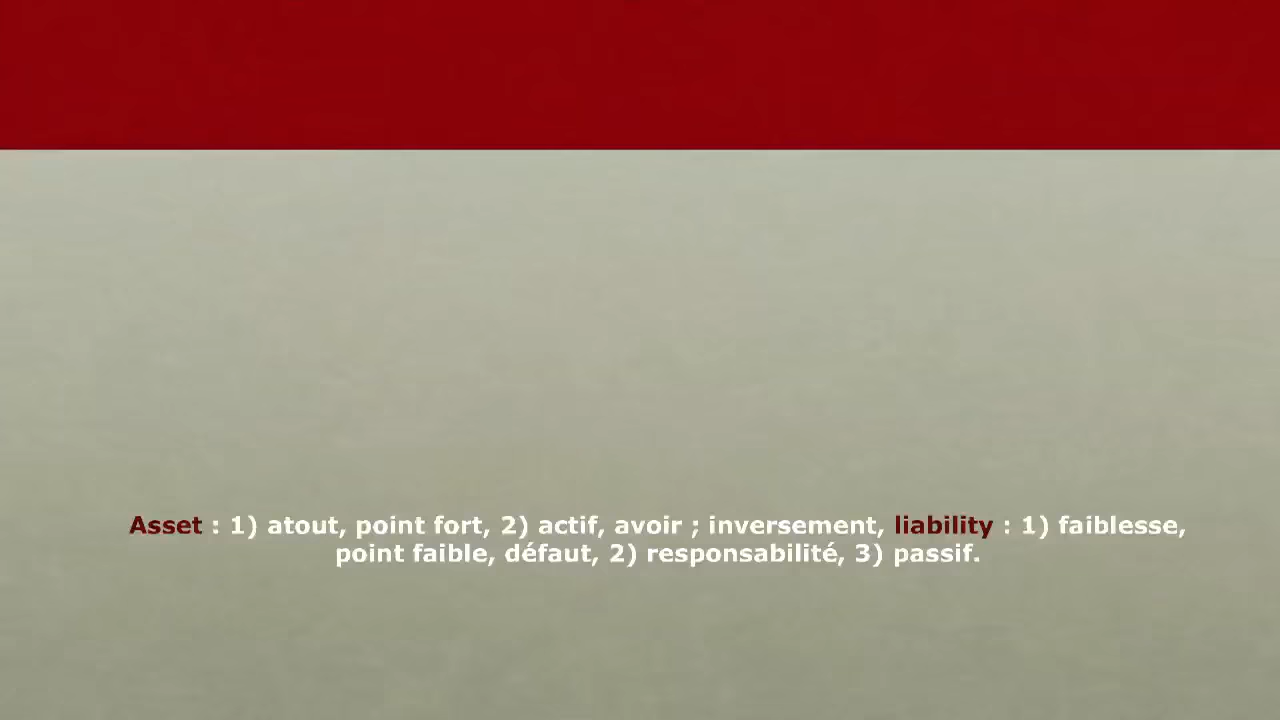 Asset : 1) atout, point fort, 2) actif, avoir ; inversement, liability : 1) faiblesse,
point faible, défaut, 2) responsabilité, 3) passif.